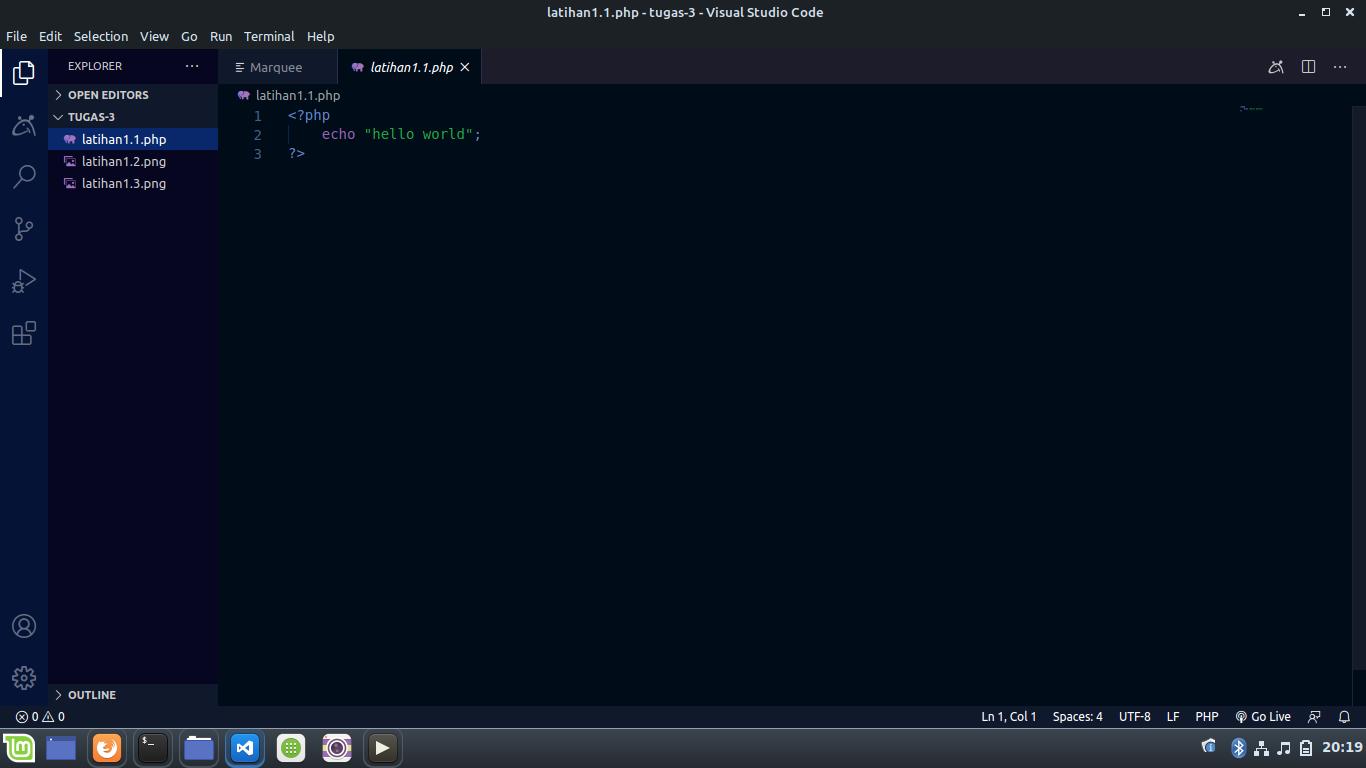 latihan1.1.php - tugas-3 - Visual Studio Code
File Edit Selection View Go Run Terminal Help
EXPLORER ···
Marquee
latihan1.1.php
OPEN EDITORS
TUGAS-3
latihan1.1.php
latihan1.2.png
latihan1.3.png
OUTLINE
latihan1.1.php
1 <?php
2 echo "hello world";
3 ?>
0 0
Ln 1, Col 1 Spaces: 4 UTF-8 LF PHP Go Live
20:19